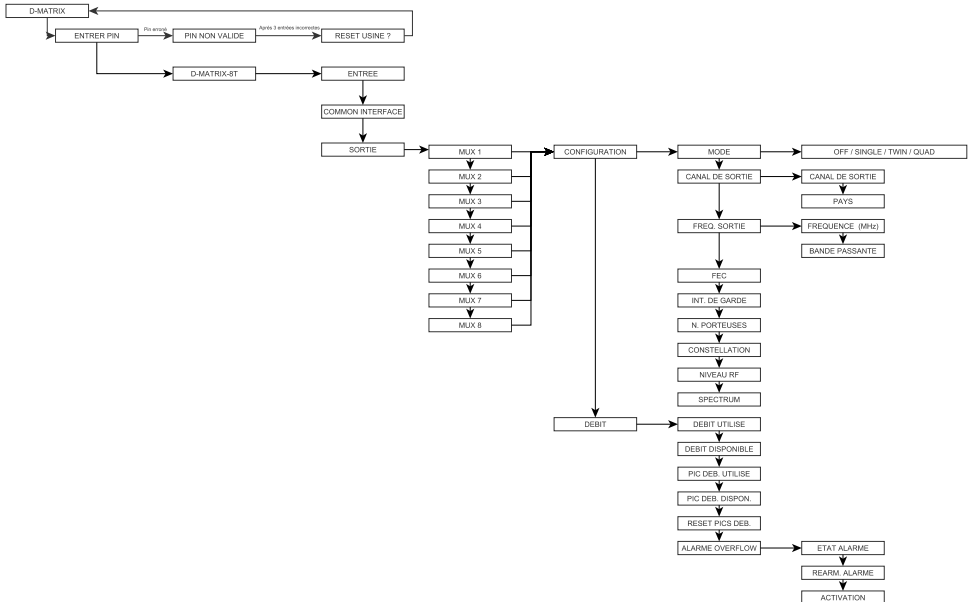 D-MATRIX
ENTRER PIN
Pin erroné
PIN NON VALIDE
Après 3 entrées incorrectes
RESET USINE ?
D-MATRIX-8T
ENTREE
COMMON INTERFACE
SORTIE
MUX 1
MUX 2
MUX 3
MUX 4
MUX 5
MUX 6
MUX 7
MUX 8
CONFIGURATION
MODE
OFF / SINGLE / TWIN / QUAD
CANAL DE SORTIE
CANAL DE SORTIE
PAYS
FREQ. SORTIE
FREQUENCE (MHz)
BANDE PASSANTE
FEC
INT. DE GARDE
N. PORTEUSES
CONSTELLATION
NIVEAU RF
SPECTRUM
DEBIT
DEBIT UTILISE
DEBIT DISPONIBLE
PIC DEB. UTILISE
PIC DEB. DISPON.
RESET PICS DEB.
ALARME OVERFLOW
ETAT ALARME
REARM. ALARME
ACTIVATION